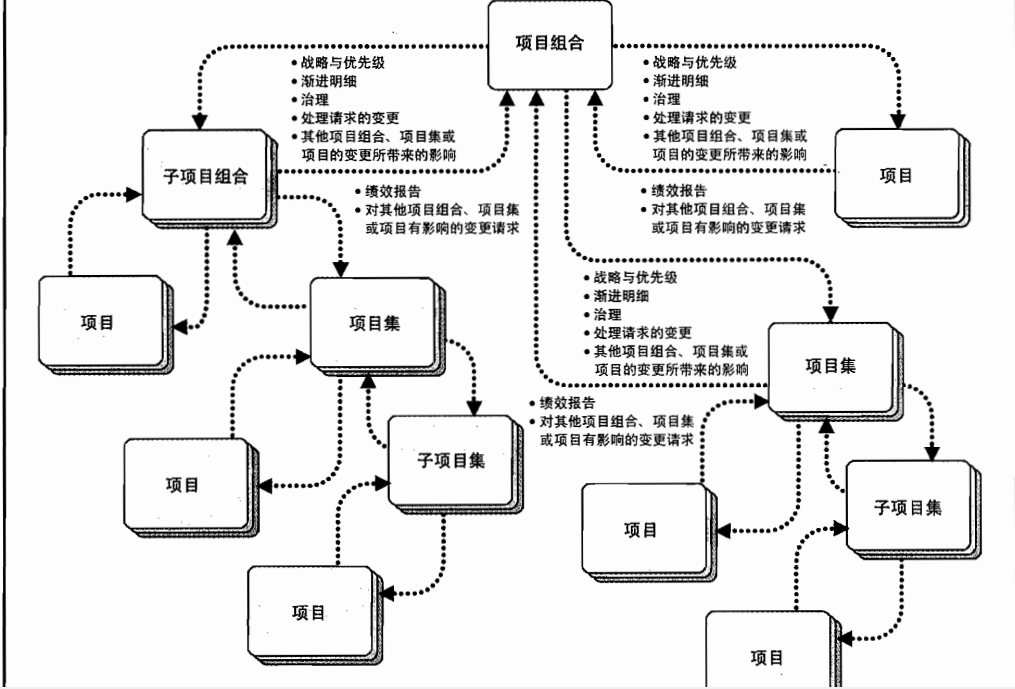 项目组合
• 战略与优先级
• 渐进明细
• 治理
• 处理请求的变更
• 其他项目组合、项目集或
项目的变更所带来的影响
• 战略与优先级
• 渐进明细
• 治理
• 处理请求的变更
• 其他项目组合、项目集或
项目的变更所带来的影响
子项目组合
项目
• 绩效报告
• 对其他项目组合、项目集
或项目有影响的变更请求
• 绩效报告
• 对其他项目组合、项目集
或项目有影响的变更请求
• 战略与优先级
• 渐进明细
• 治理
• 处理请求的变更
• 其他项目组合、项目集或
项目的变更所带来的影响
项目
项目集
项目集
• 绩效报告
• 对其他项目组合、项目集
或项目有影响的变更请求
项目
子项目集
项目
子项目集
项目
项目